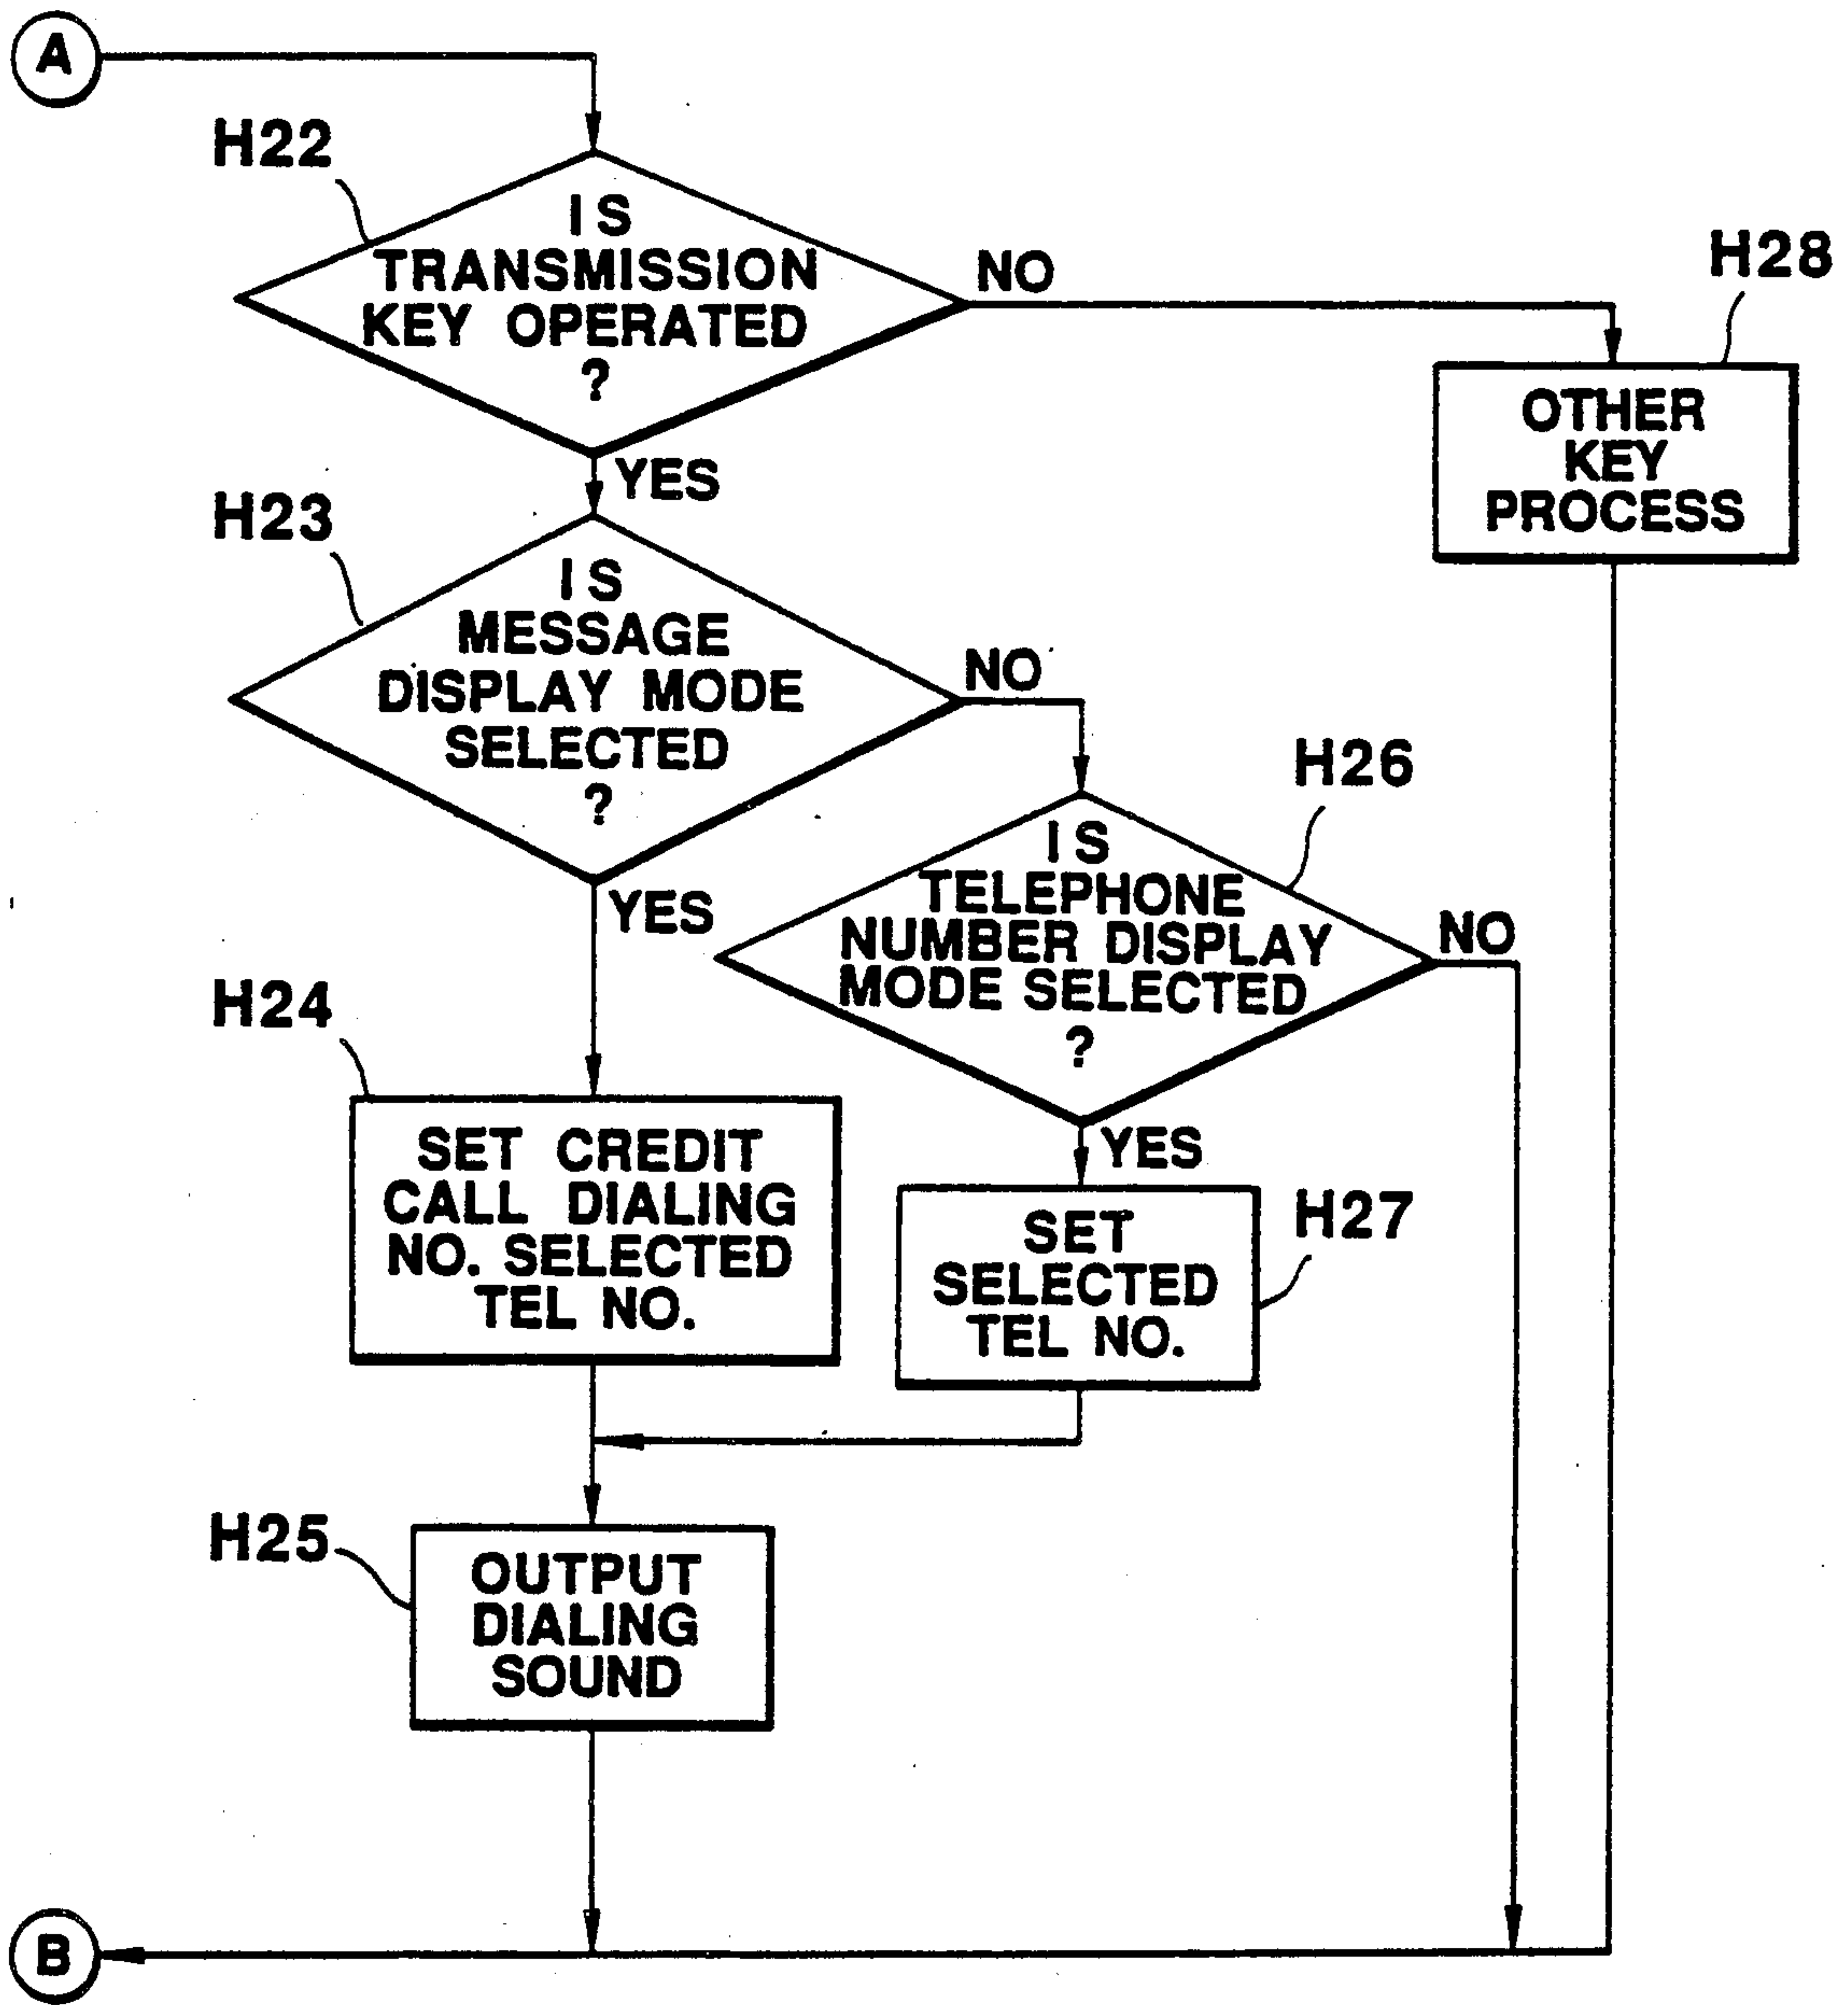 A
H22
IS
TRANSMISSION
KEY OPERATED
?
NO
H28
OTHER
KEY
PROCESS
YES
H23
IS
MESSAGE
DISPLAY MODE
SELECTED
?
NO
H26
IS
TELEPHONE
NUMBER DISPLAY
MODE SELECTED
?
NO
YES
H24
SET CREDIT
CALL DIALING
NO. SELECTED
TEL NO.
YES
H27
SET
SELECTED
TEL NO.
H25
OUTPUT
DIALING
SOUND
B